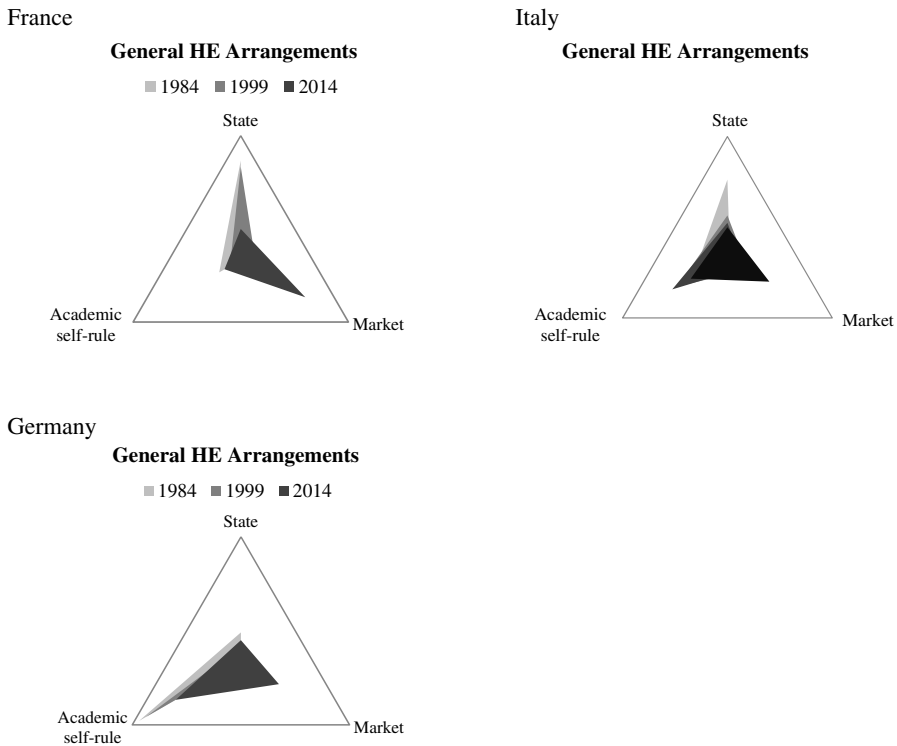 France
General HE Arrangements
1984 1999 2014
State
Academic
self-rule
Market
Italy
General HE Arrangements
State
Academic
self-rule
Market
Germany
General HE Arrangements
1984 1999 2014
State
Academic
self-rule
Market